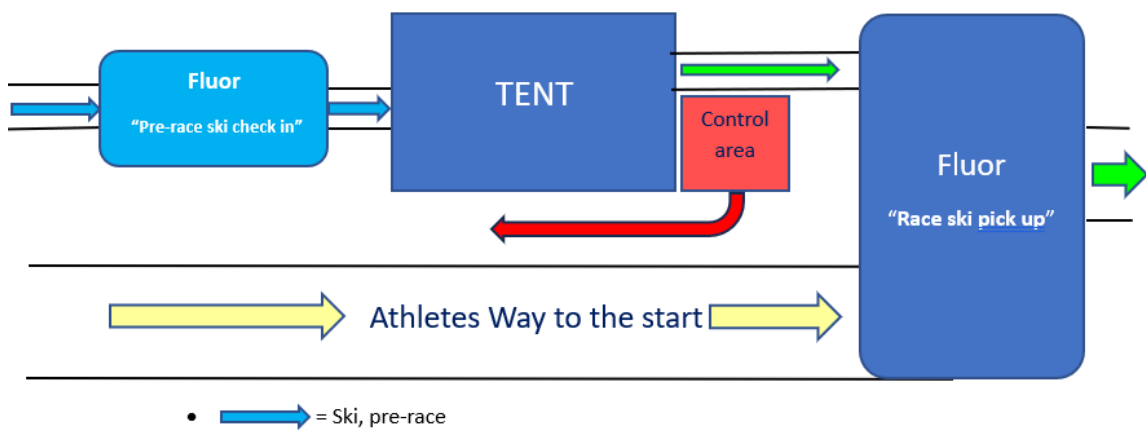 Fluor
“Pre-race ski check in”
TENT
Control
area
Fluor
“Race ski pick up”
Athletes Way to the start
• = Ski, pre-race